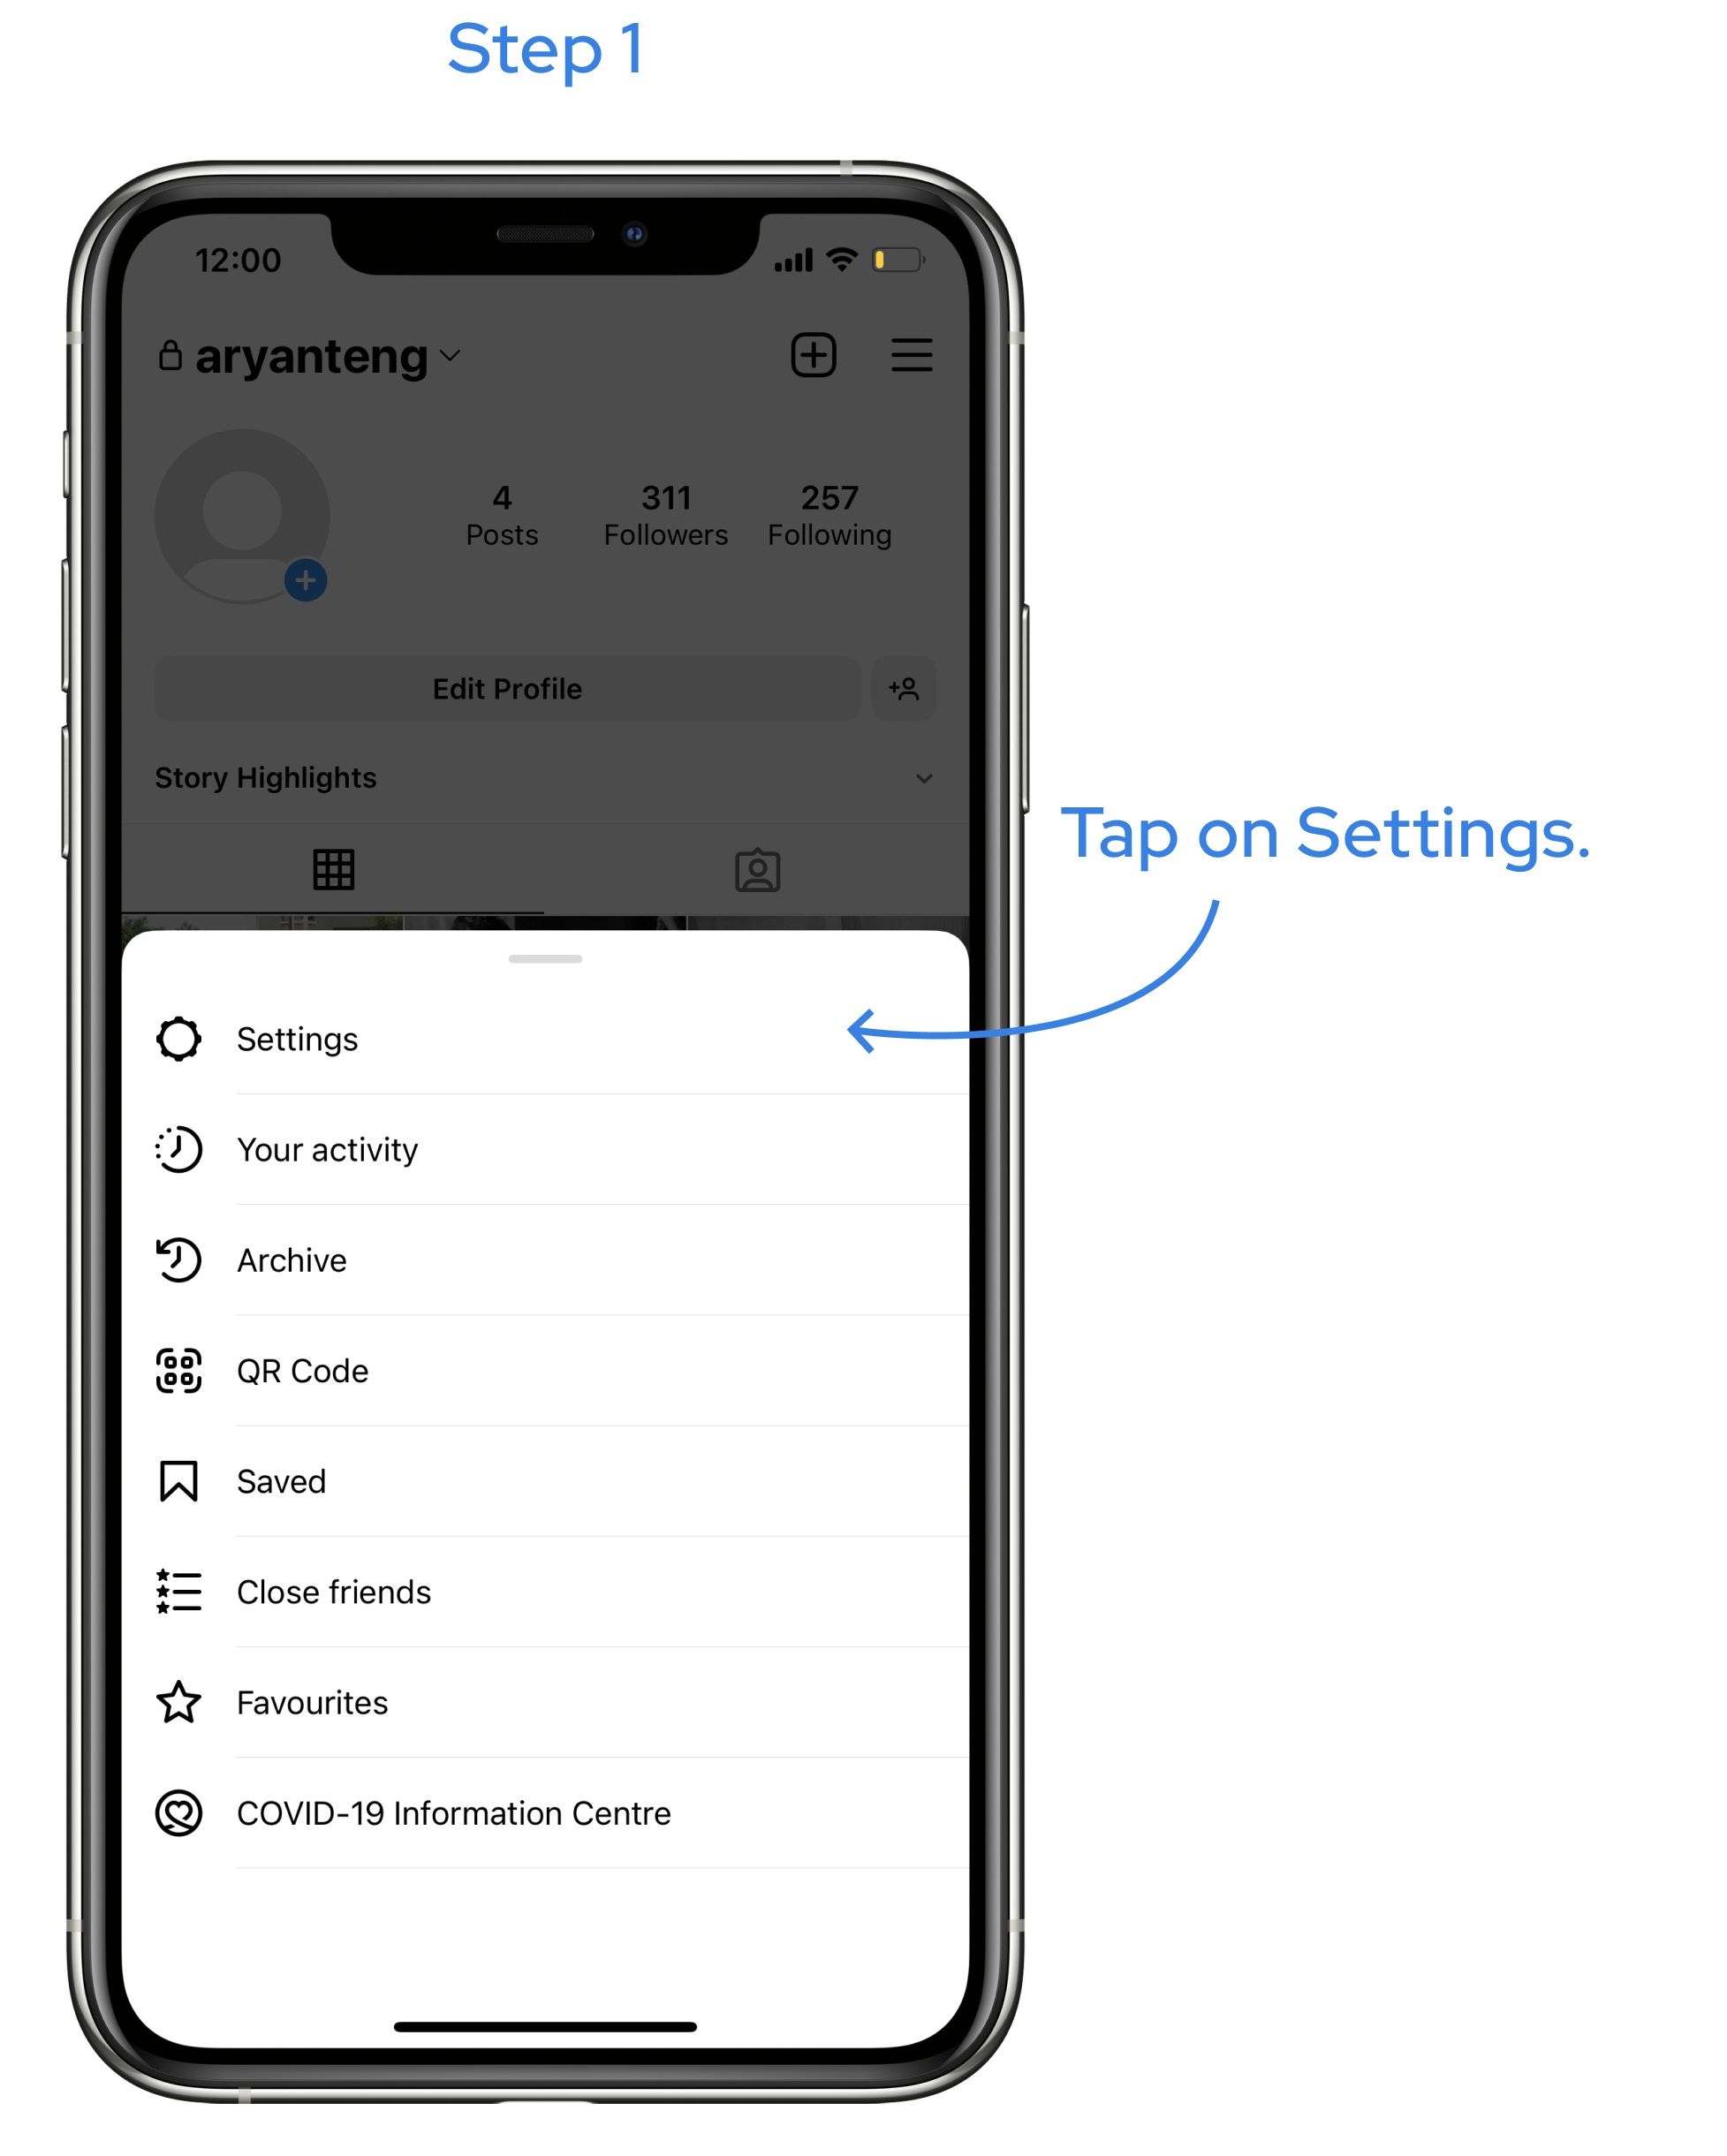 Step 1
12:00
aryanteng
4 311 257
Posts Followers Following
Edit Profile
Story Highlights
Tap on Settings.
Settings
Your activity
Archive
QR Code
Saved
Close friends
Favourites
COVID-19 Information Centre